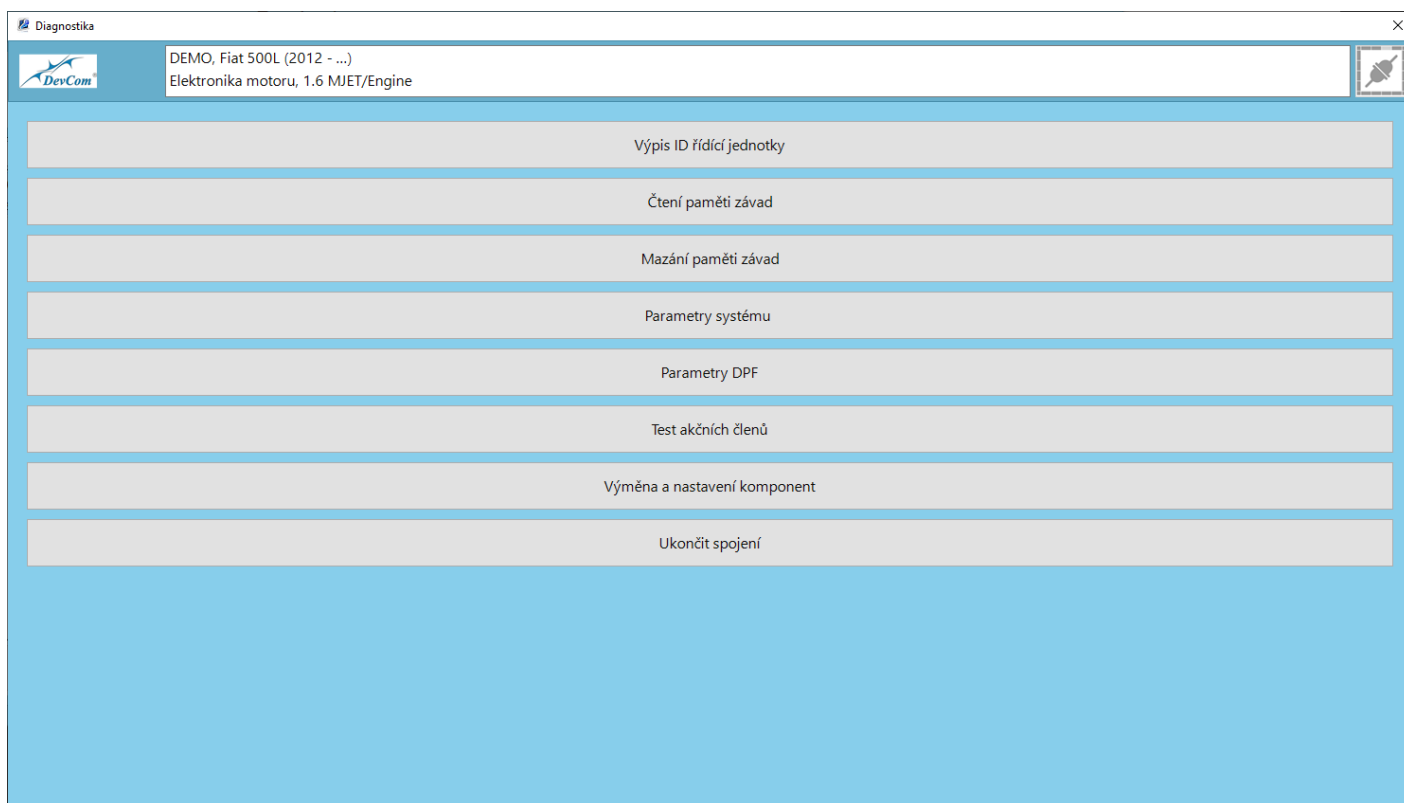 Diagnostika
DevCom
DEMO, Fiat 500L (2012 - ...)
Elektronika motoru, 1.6 MJET/Engine
Výpis ID řídící jednotky
Čtení paměti závad
Mazání paměti závad
Parametry systému
Parametry DPF
Test akčních členů
Výměna a nastavení komponent
Ukončit spojení